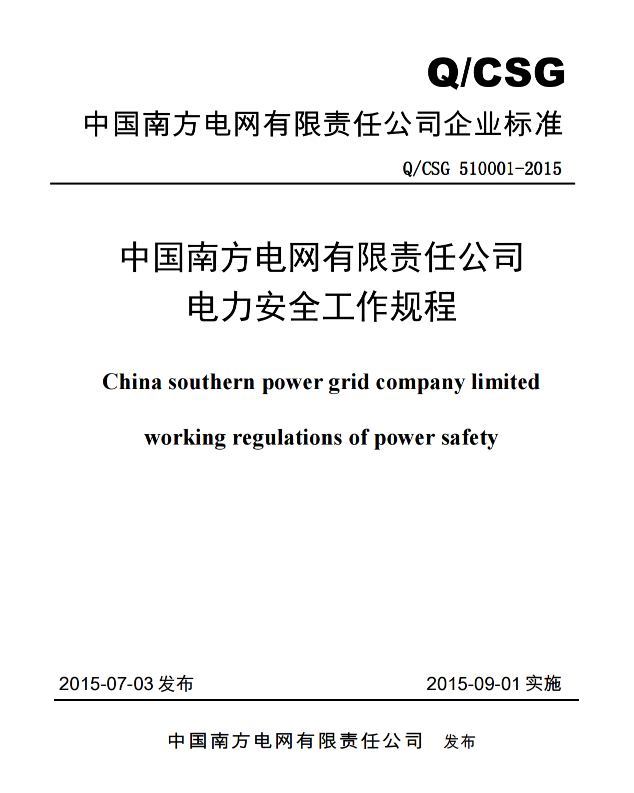 Q/CSG
中国南方电网有限责任公司企业标准
Q/CSG 510001-2015
中国南方电网有限责任公司
电力安全工作规程
China southern power grid company limited
working regulations of power safety
2015-07-03 发布 2015-09-01 实施
中国南方电网有限责任公司 发布